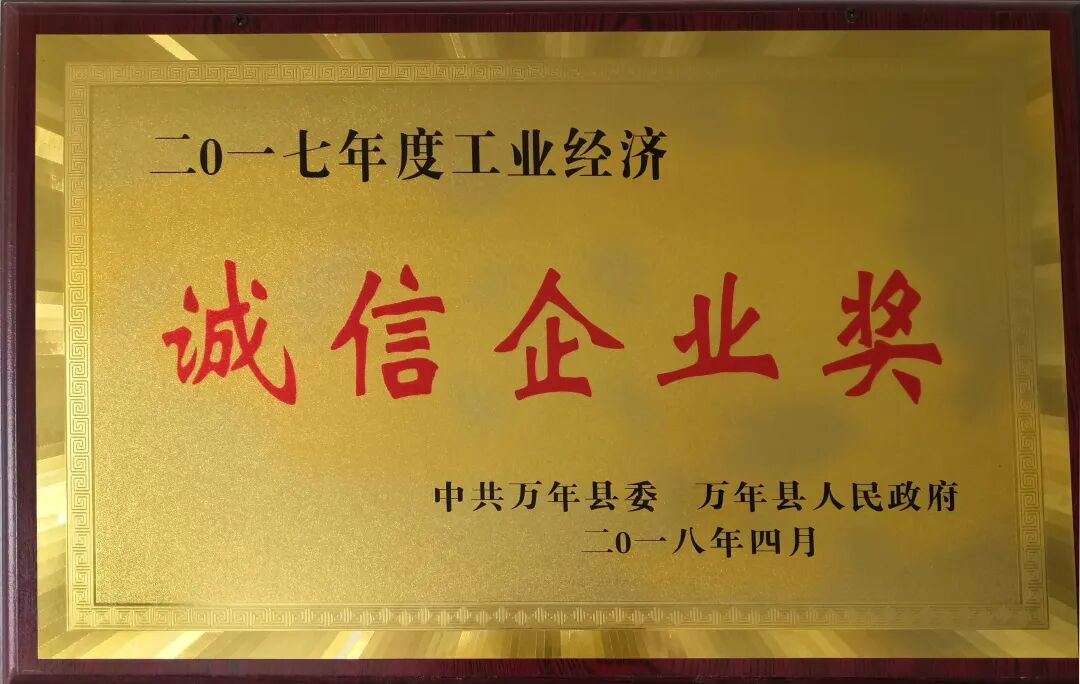 二0一七年度工业经济
诚信企业奖
中共万年县委 万年县人民政府
二0一八年四月